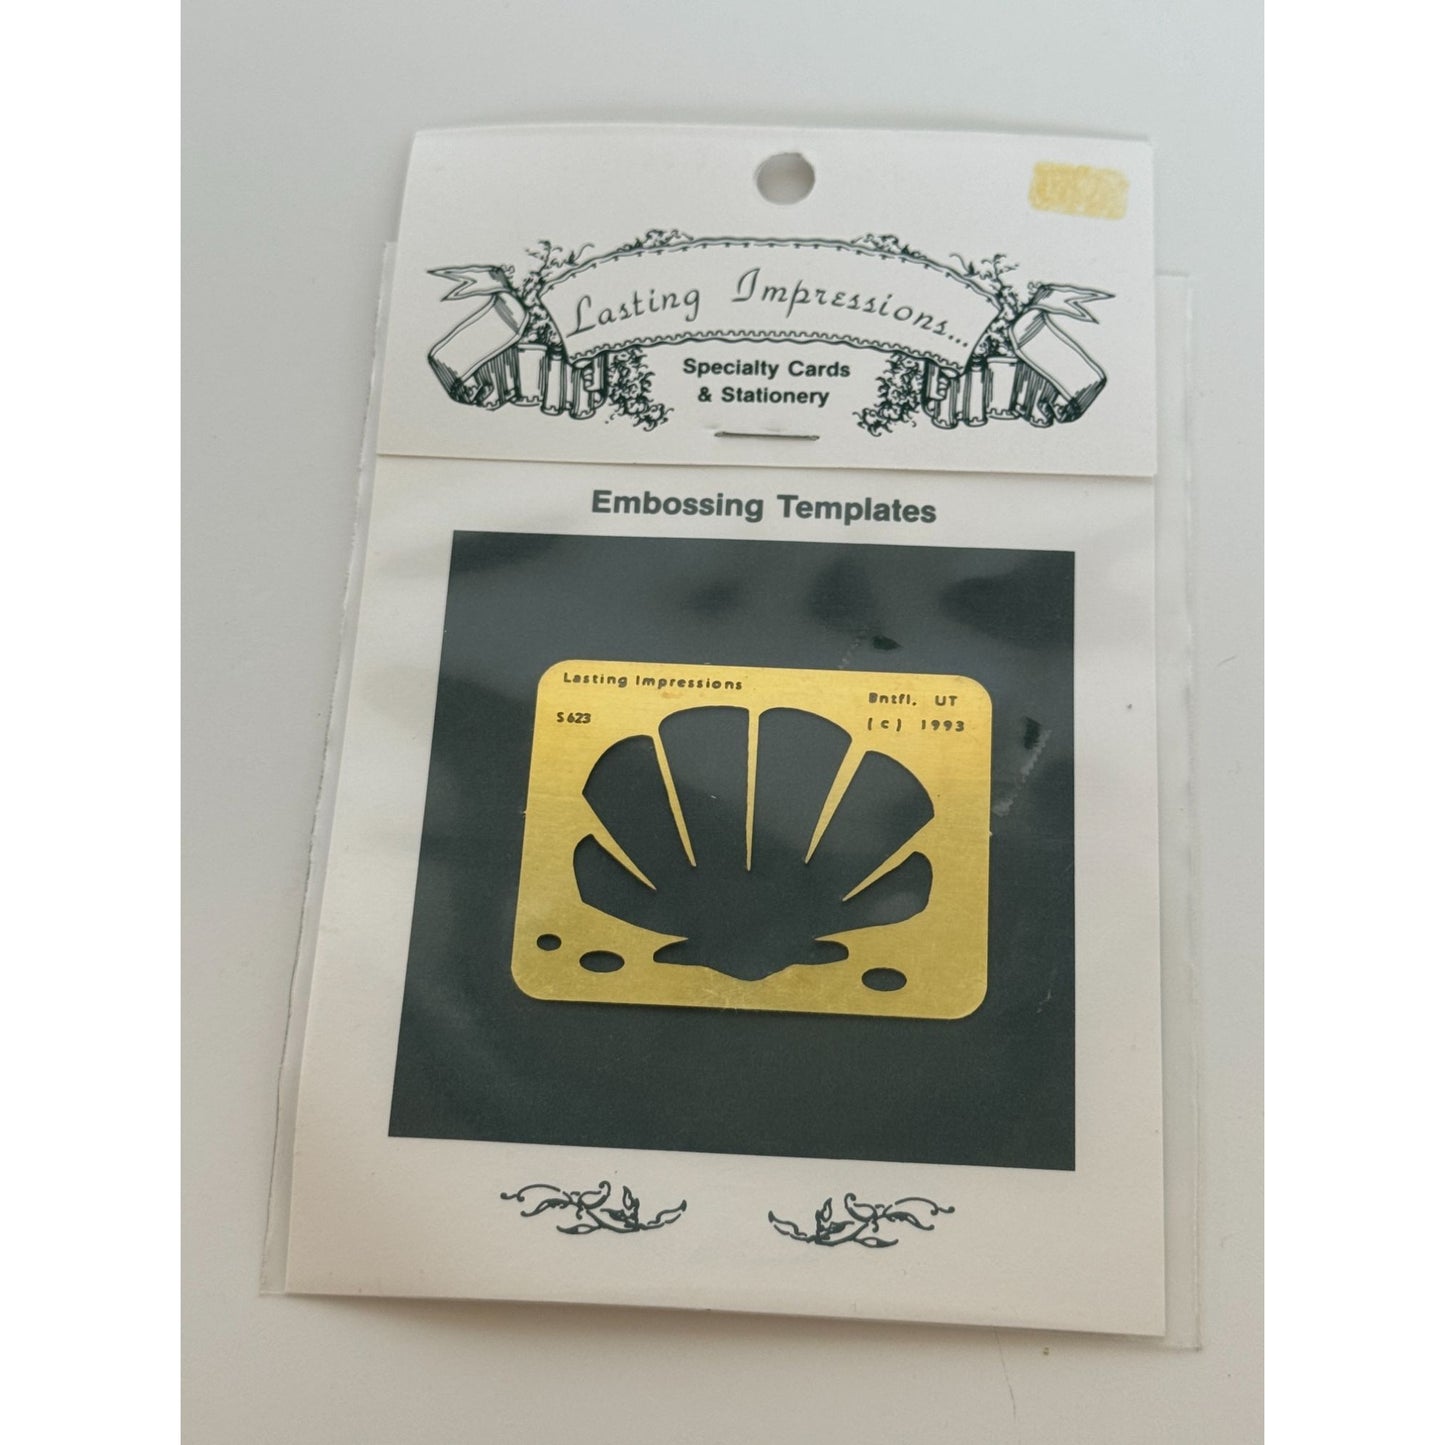 Lasting Impressions...
Specialty Cards
& Stationery
Embossing Templates
Lasting Impressions
Bntfl. UT
S623
(c) 1993